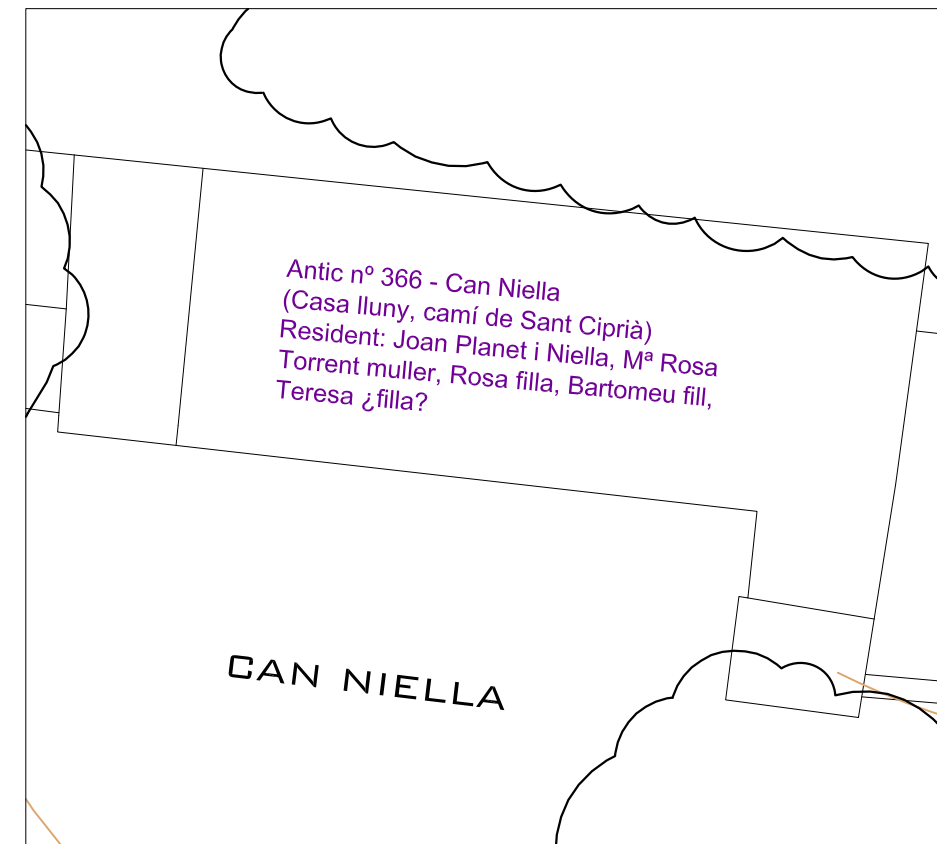 Antic nº 366 - Can Niella
(Casa lluny, camí de Sant Ciprià)
Resident: Joan Planet i Niella, Mª Rosa
Torrent muller, Rosa filla, Bartomeu fill,
Teresa ¿filla?
CAN NIELLA